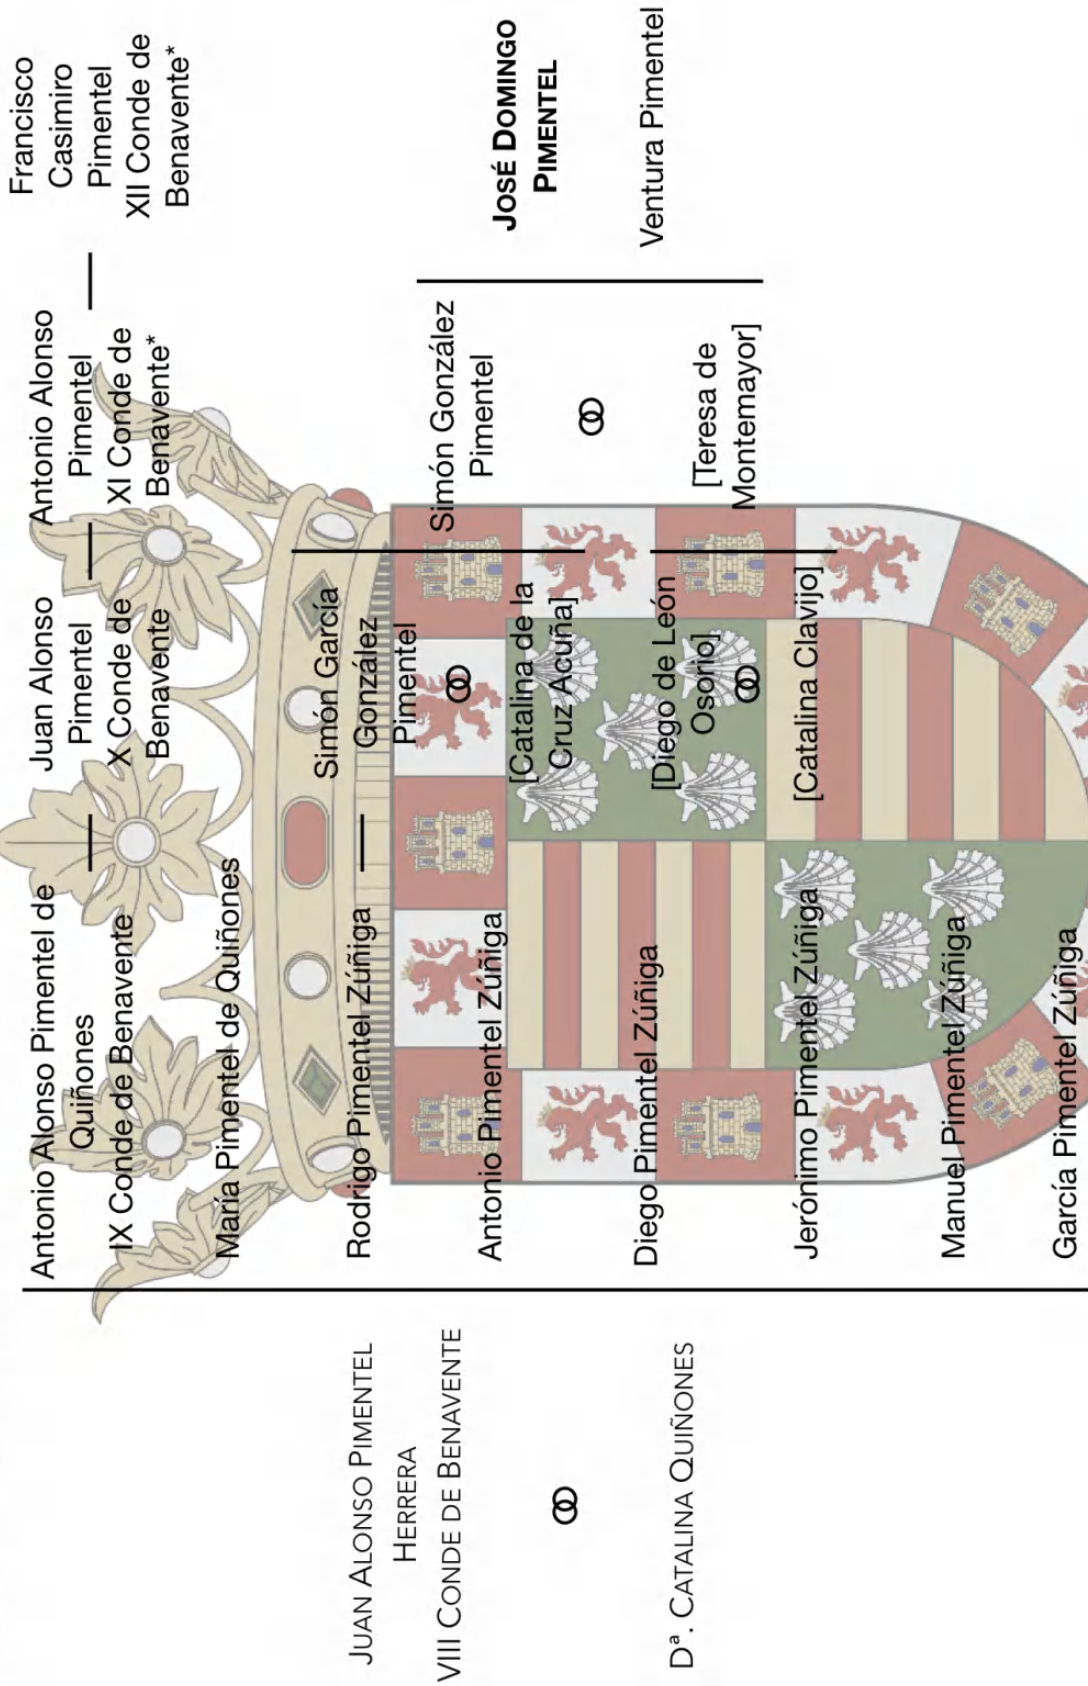 JUAN ALONSO PIMENTEL
HERRERA
VIII CONDE DE BENAVENTE
Dª. CATALINA QUIÑONES
Antonio Alonso Pimentel de
Quiñones
IX Conde de Benavente
María Pimentel de Quiñones
Rodrigo Pimentel Zúñiga
Antonio Pimentel Zúñiga
Diego Pimentel Zúñiga
Jerónimo Pimentel Zúñiga
Manuel Pimentel Zúñiga
García Pimentel Zúñiga
Juan Alonso
Pimentel
X Conde de
Benavente
Simón García
González
Pimentel
[Catalina de la
Cruz Acuña]
[Diego de León
Osorio]
[Catalina Clavijo]
Antonio Alonso
Pimentel
XI Conde de
Benavente*
Simón González
Pimentel
[Teresa de
Montemayor]
Francisco
Casimiro
Pimentel
XII Conde de
Benavente*
JOSÉ DOMINGO
PIMENTEL
Ventura Pimentel